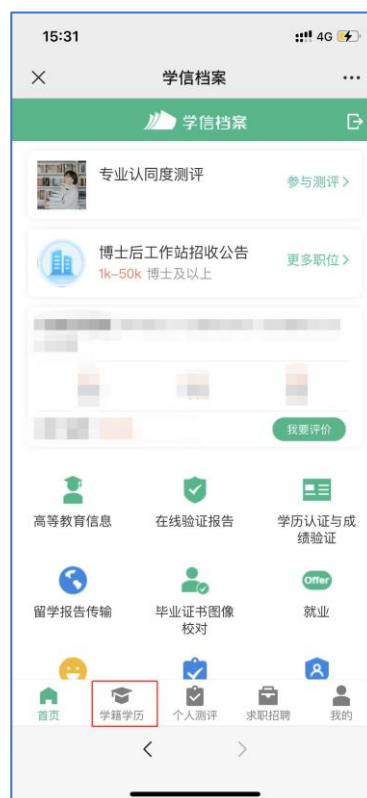 15:31
4G
学信档案
学信档案
专业认同度测评
参与测评
博士后工作站招收公告
1k-50k 博士及以上
更多职位
我要评价
高等教育信息
在线验证报告
学历认证与成
绩验证
留学报告传输
毕业证书图像
校对
Offer
就业
首页
学籍学历
个人测评
求职招聘
我的